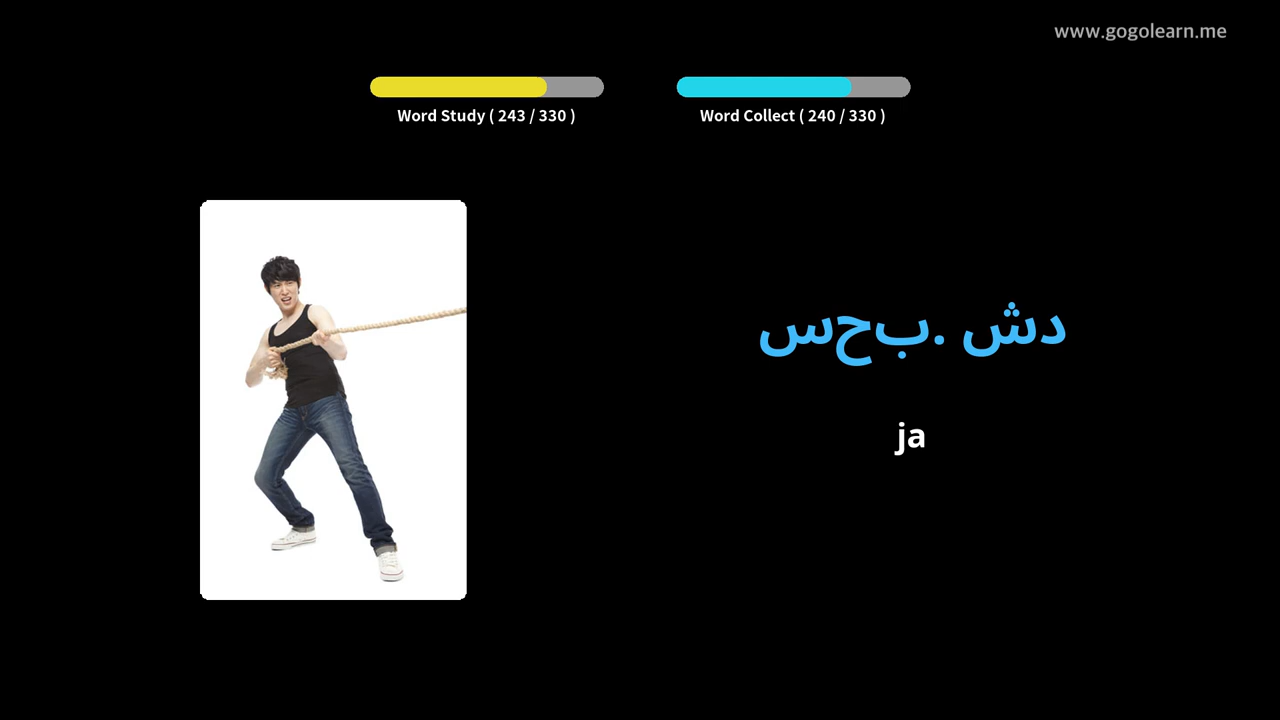 www.gogolearn.me
Word Study ( 243 / 330 )
Word Collect ( 240 / 330 )
دش .بحس
ja